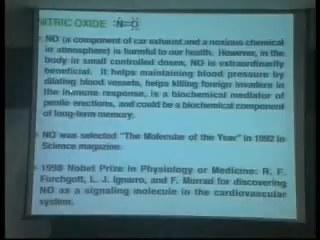 NITRIC OXIDE :N=O
NO (a component of car exhaust and a noxious chemical
in atmosphere) is harmful to our health. However, in the
body in small controlled doses, NO is extraordinarily
beneficial. It helps maintaining blood pressure by
dilating blood vessels, helps killing foreign invaders in
the immune response, is a biochemical mediator of
penile erections, and could be a biochemical component
of long-term memory.
NO was selected "The Molecular of the Year" in 1992 in
Science magazine.
1998 Nobel Prize in Physiology or Medicine: R. F.
Furchgott, L. J. Ignarro, and F. Murrad for discovering
NO as a signaling molecule in the cardiovascular
system.